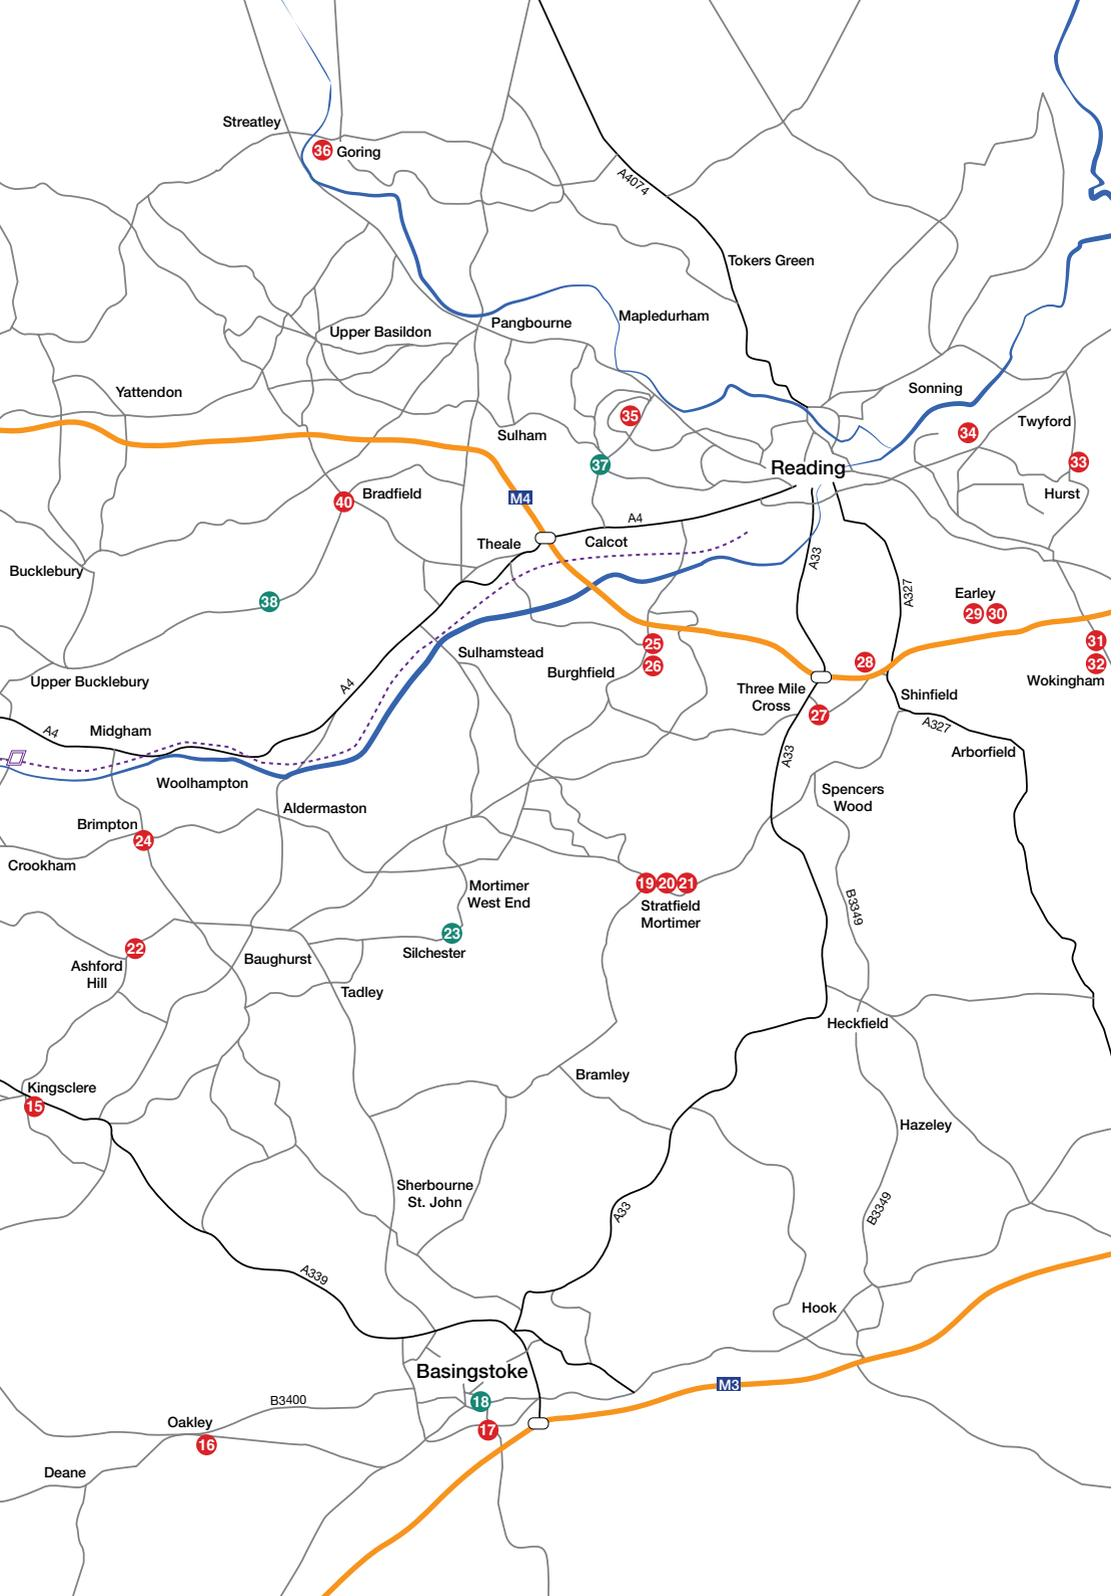 Streatley
36
Goring
A4074
Tokers Green
Mapledurham
Pangbourne
Upper Basildon
Yattendon
Sonning
35
Twyford
34
Sulham
37
33
Reading
Hurst
Bradfield
40
M4
A4
Theale
Calcot
A33
Bucklebury
A327
Earley
38
29
30
31
25
Sulhamstead
28
32
26
Burghfield
Wokingham
Upper Bucklebury
A4
Three Mile
Cross
Shinfield
27
A327
A4
Midgham
Arborfield
A33
Woolhampton
Spencers
Wood
Aldermaston
Brimpton
24
Crookham
19
20
21
Mortimer
West End
Stratfield
Mortimer
B3349
23
22
Silchester
Baughurst
Ashford
Hill
Tadley
Heckfield
Bramley
Kingsclere
15
Hazeley
Sherbourne
St. John
A33
B3349
A339
Hook
Basingstoke
M3
18
B3400
Oakley
17
16
Deane